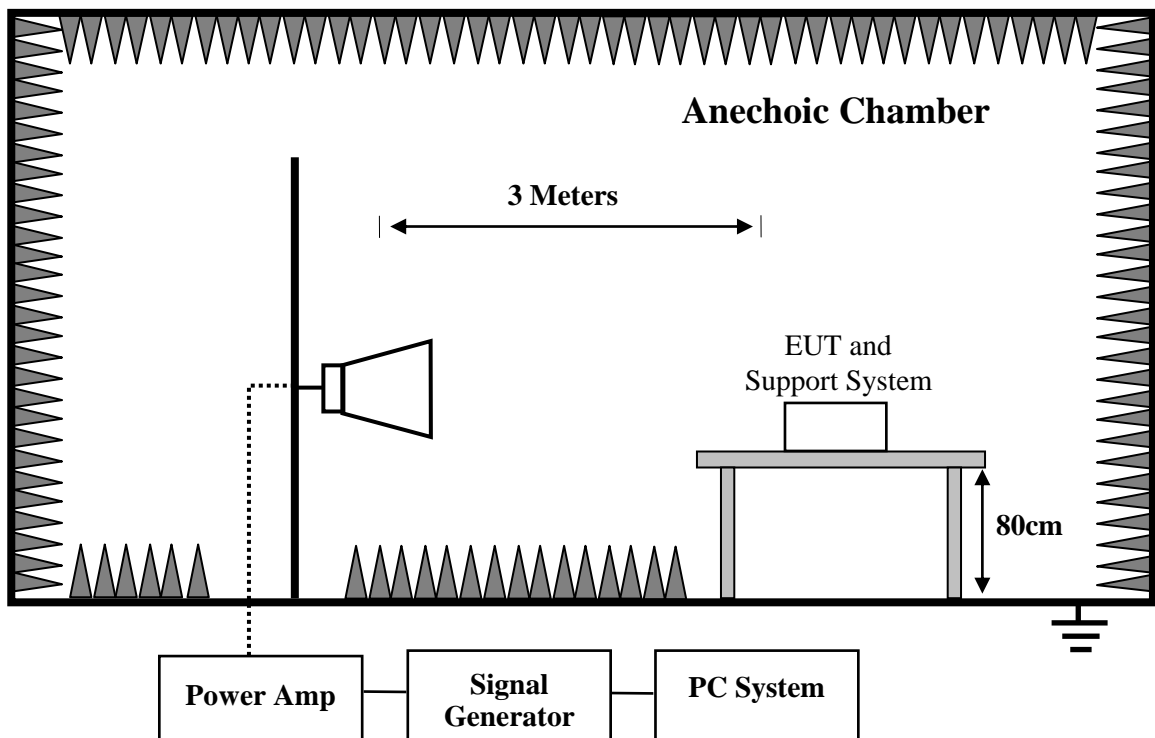 Anechoic Chamber
3 Meters
EUT and
Support System
80cm
Power Amp
Signal
Generator
PC System